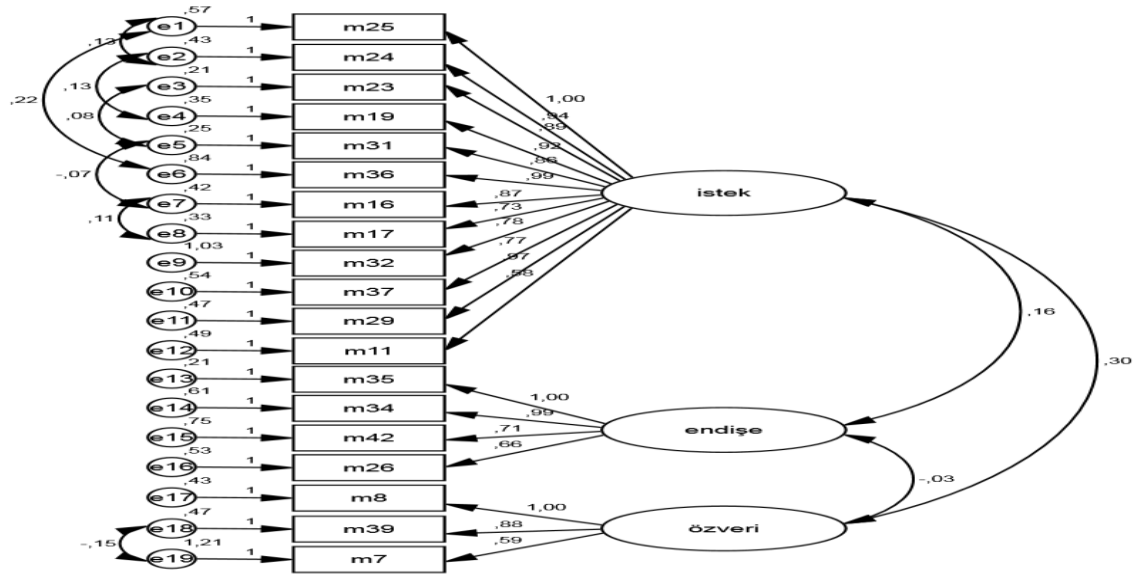 ,57
e1 1 m25
,13 ,43
e2 1 m24
,21
,13 e3 1 m23
,22 ,35
,08 e4 1 m19
,25
e5 1 m31
,84
-,07 e6 1 m36
,42
e7 1 m16
,11 ,33
e8 1 m17
1,03
e9 1 m32
,54
e10 1 m37
,47
e11 1 m29
,49
e12 1 m11
,21
e13 1 m35
,61
e14 1 m34
,75
e15 1 m42
,53
e16 1 m26
,43
e17 1 m8
,47
e18 1 m39
-,15 1,21
e19 1 m7
1,00
,94
,89
,92
,86
,99
,87
,73
,78
,77
,97
,58
istek
,16
,30
1,00
,99
,71
,66
endişe
-,03
1,00
,88
,59
özveri